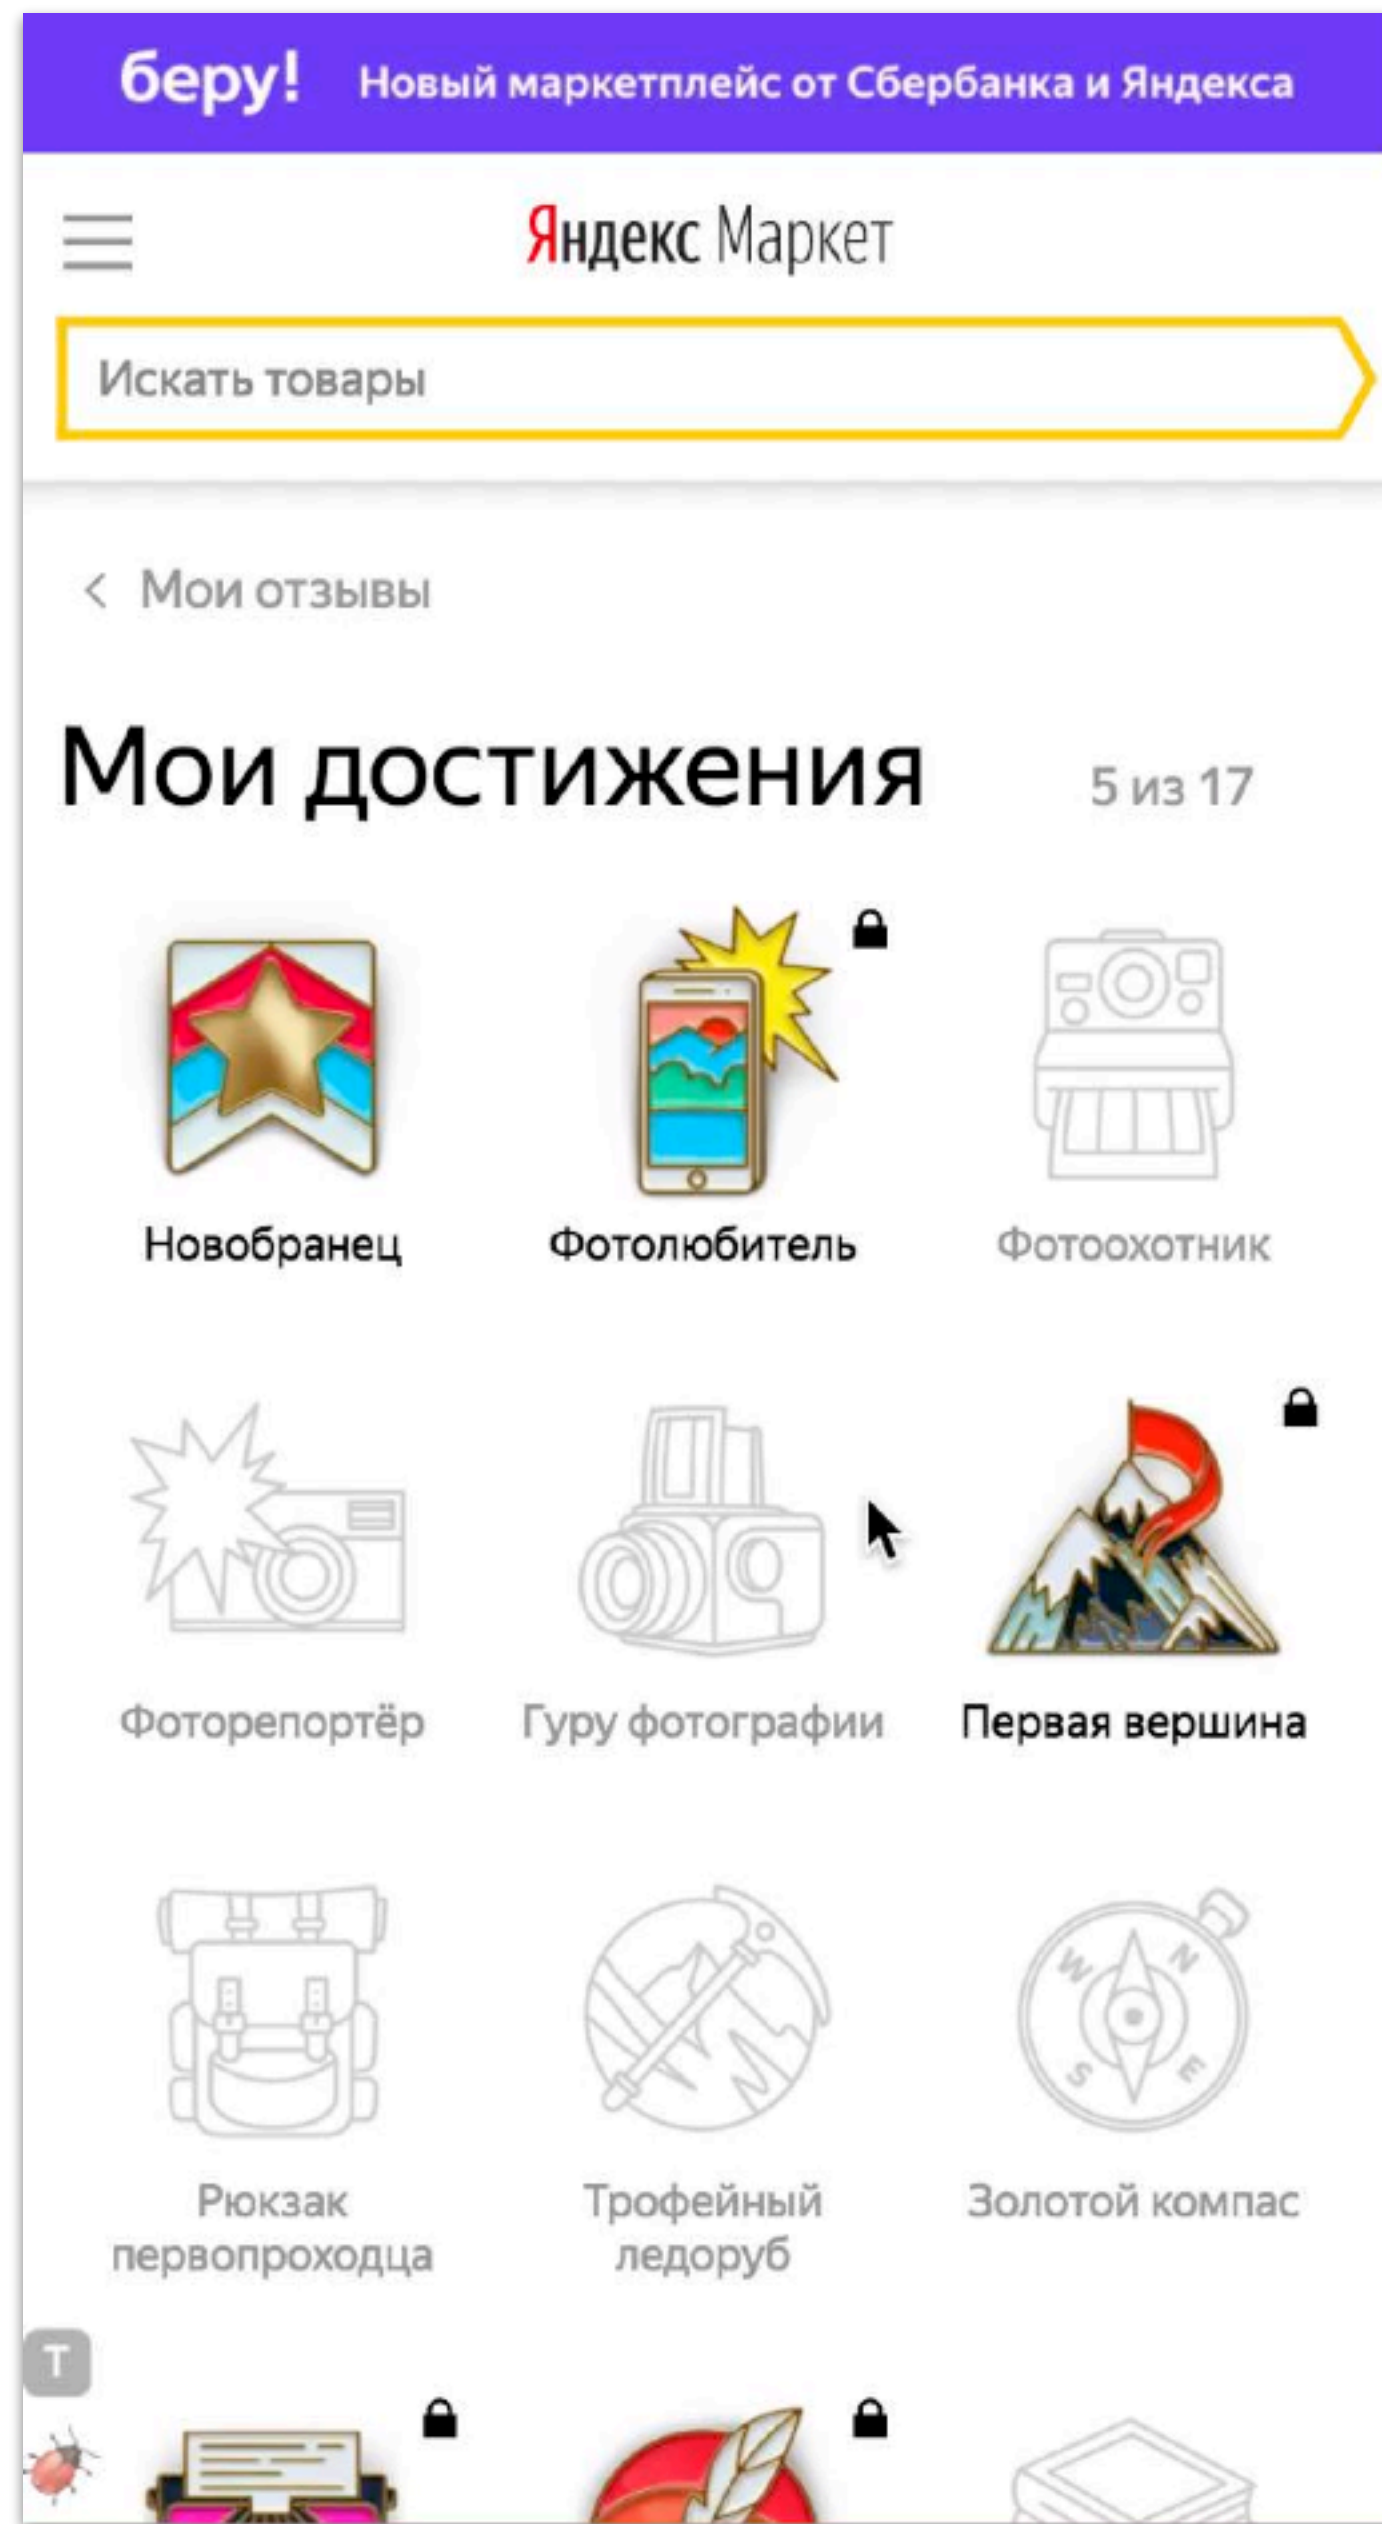 беру! Новый маркетплейс от Сбербанка и Яндекса
Яндекс Маркет
Искать товары
< Мои отзывы
Мои достижения 5 из 17
Новобранец Фотолюбитель Фотоохотник
Фоторепортёр Гуру фотографии Первая вершина
W N
S E
Рюкзак Трофейный Золотой компас
первопроходца ледоруб
T